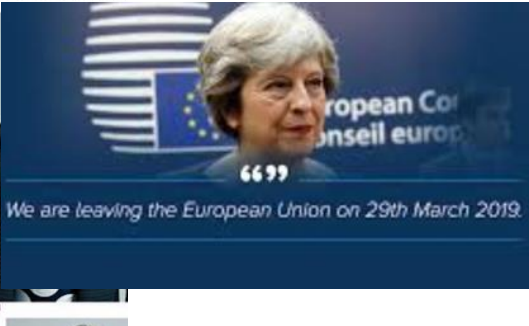 ropean Co
onseil europ
“”
We are leaving the European Union on 29th March 2019.